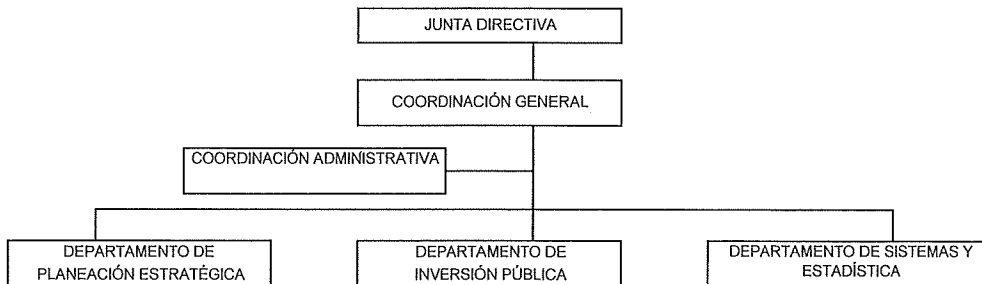 JUNTA DIRECTIVA
COORDINACIÓN GENERAL
COORDINACIÓN ADMINISTRATIVA
DEPARTAMENTO DE
PLANEACIÓN ESTRATÉGICA
DEPARTAMENTO DE
INVERSIÓN PÚBLICA
DEPARTAMENTO DE SISTEMAS Y
ESTADÍSTICA